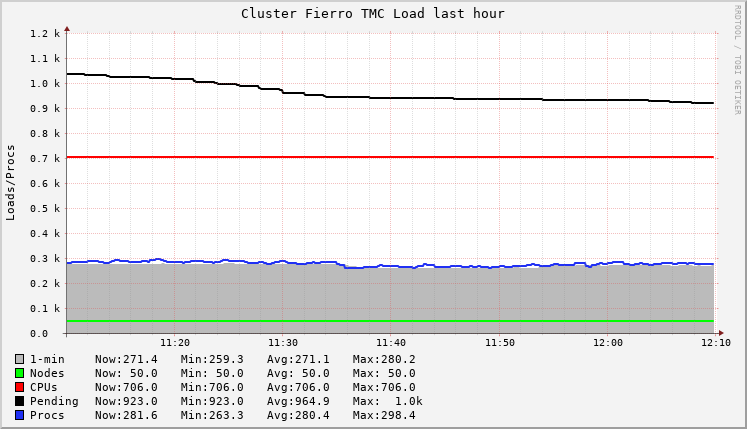 Cluster Fierro TMC Load last hour
RRDTOOL / TOBI OETIKER
Loads/Procs
1.2 k
1.1 k
1.0 k
0.9 k
0.8 k
0.7 k
0.6 k
0.5 k
0.4 k
0.3 k
0.2 k
0.1 k
0.0
11:20 11:30 11:40 11:50 12:00 12:10
1-min Now:271.4 Min:259.3 Avg:271.1 Max:280.2
Nodes Now: 50.0 Min: 50.0 Avg: 50.0 Max: 50.0
CPUs Now:706.0 Min:706.0 Avg:706.0 Max:706.0
Pending Now:923.0 Min:923.0 Avg:964.9 Max: 1.0k
Procs Now:281.6 Min:263.3 Avg:280.4 Max:298.4